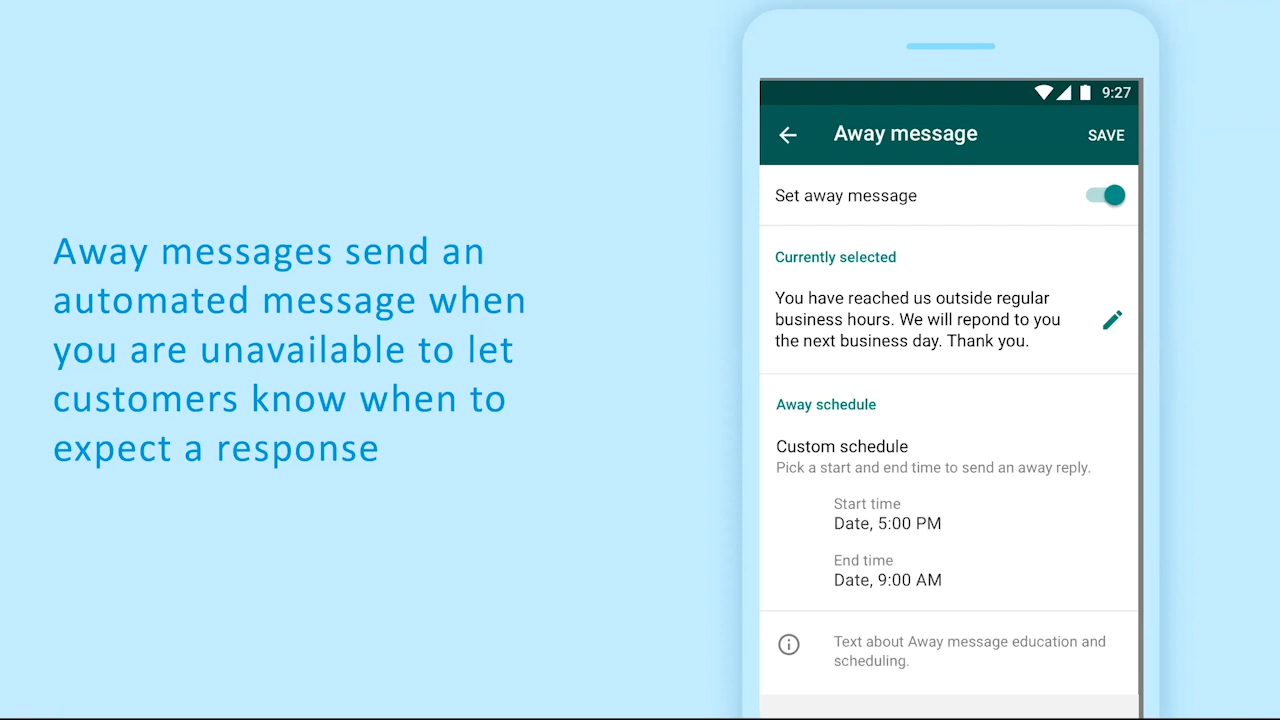 Away messages send an
automated message when
you are unavailable to let
customers know when to
expect a response
9:27
Away message
SAVE
Set away message
Currently selected
You have reached us outside regular
business hours. We will repond to you
the next business day. Thank you.
Away schedule
Custom schedule
Pick a start and end time to send an away reply.
Start time
Date, 5:00 PM
End time
Date, 9:00 AM
Text about Away message education and
scheduling.